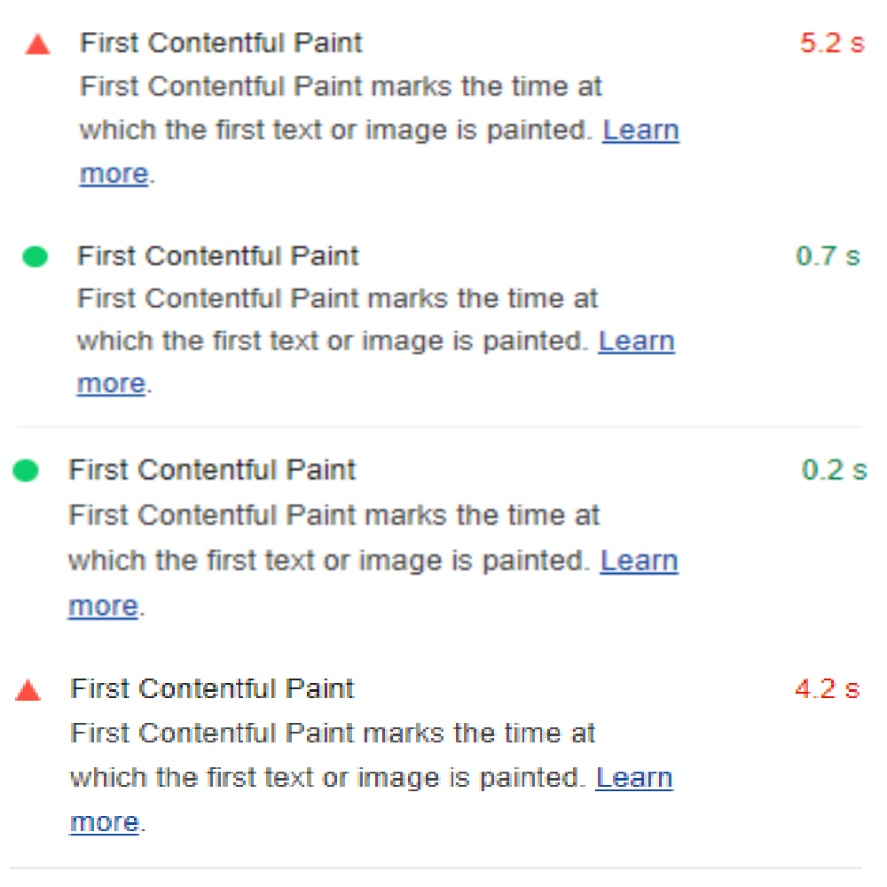 First Contentful Paint 5.2 s
First Contentful Paint marks the time at
which the first text or image is painted. Learn
more.
First Contentful Paint 0.7 s
First Contentful Paint marks the time at
which the first text or image is painted. Learn
more.
First Contentful Paint 0.2 s
First Contentful Paint marks the time at
which the first text or image is painted. Learn
more.
First Contentful Paint 4.2 s
First Contentful Paint marks the time at
which the first text or image is painted. Learn
more.